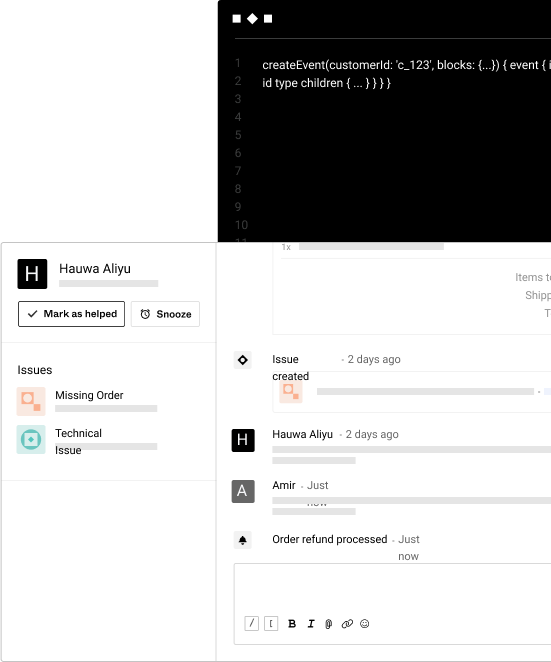 1
createEvent(customerId: 'c_123', blocks: {...}) { event { i
2
id type children { ... } } } }
3
4
5
6
7
8
9
10
11
Hauwa Aliyu
Mark as helped
Snooze
Issues
Missing Order
Technical
Issue
1x
Items to
Shipp
T
Issue
created
- 2 days ago
-
H
Hauwa Aliyu - 2 days ago
H
A
Amir - Just
now
Order refund processed - Just
now
/ [ B I @